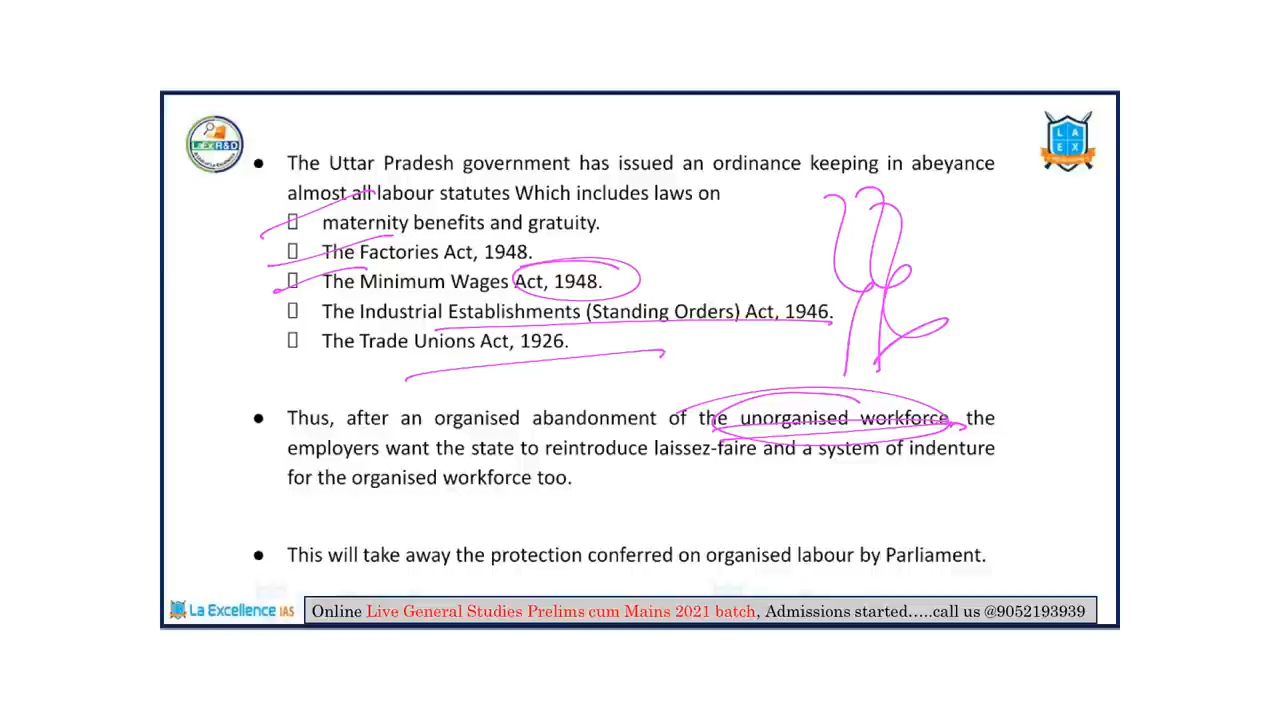 ● The Uttar Pradesh government has issued an ordinance keeping in abeyance
almost all labour statutes Which includes laws on
maternity benefits and gratuity.
The Factories Act, 1948.
The Minimum Wages Act, 1948.
The Industrial Establishments (Standing Orders) Act, 1946.
The Trade Unions Act, 1926.
● Thus, after an organised abandonment of the unorganised workforce, the
employers want the state to reintroduce laissez-faire and a system of indenture
for the organised workforce too.
● This will take away the protection conferred on organised labour by Parliament.
La Excellence IAS
Online Live General Studies Prelims cum Mains 2021 batch, Admissions started.....call us @9052193939
LaEx R&D
LA
EX